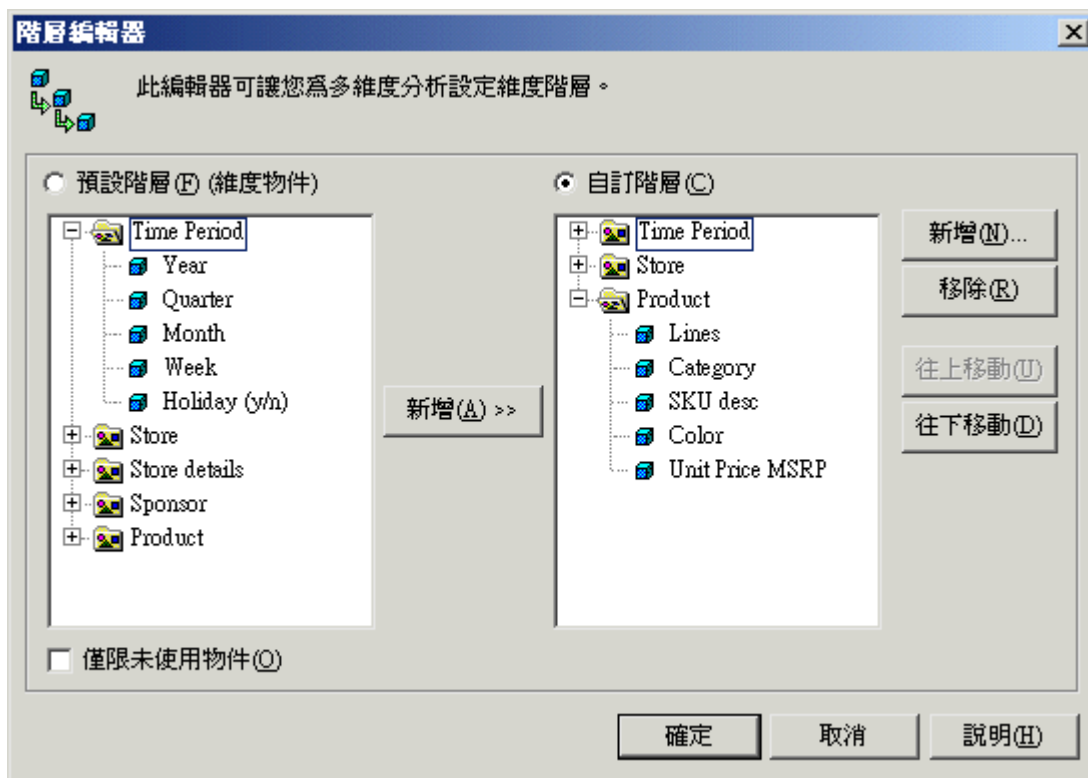 階層編輯器
此編輯器可讓您為多維度分析設定維度階層。
預設階層(F) (維度物件)
Time Period
Year
Quarter
Month
Week
Holiday (y/n)
Store
Store details
Sponsor
Product
僅限未使用物件(O)
新增(A) >>
自訂階層(C)
Time Period
Store
Product
Lines
Category
SKU desc
Color
Unit Price MSRP
新增(N)...
移除(R)
往上移動(U)
往下移動(D)
確定
取消
說明(H)